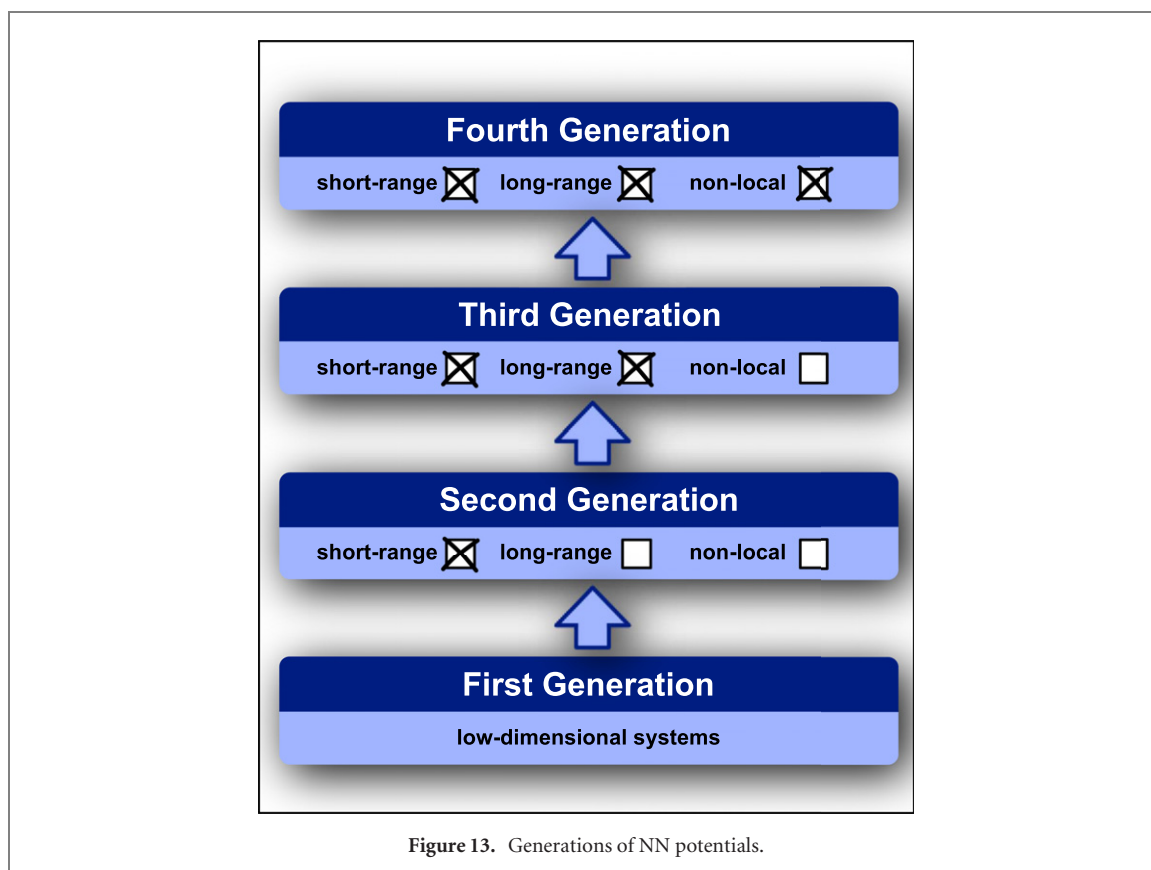 Fourth Generation
short-range long-range non-local
Third Generation
short-range long-range non-local
Second Generation
short-range long-range non-local
First Generation
low-dimensional systems
Figure 13. Generations of NN potentials.